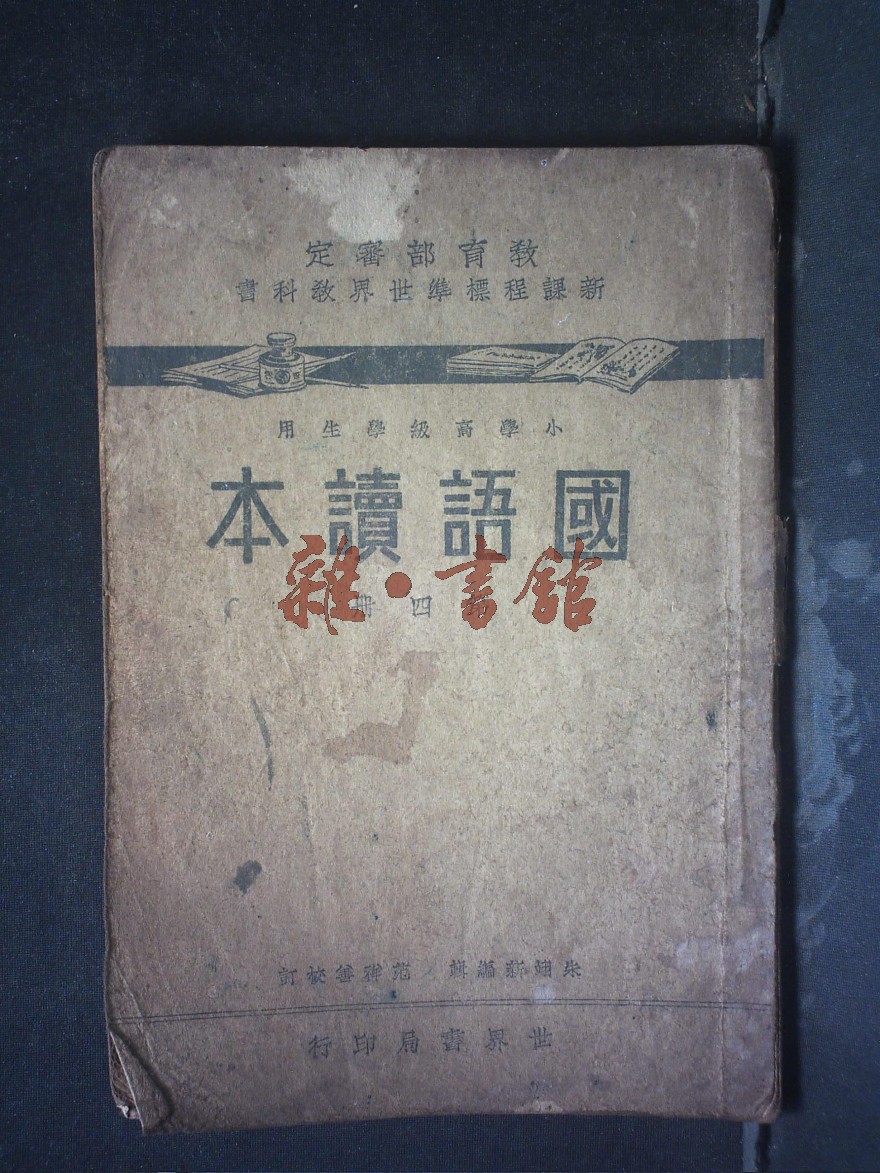 教育部審定
新課程標準世界教科書
小學高級學生用
國語讀本
四冊
雜·書館
朱翊新編輯 范祥善校訂
世界書局印行